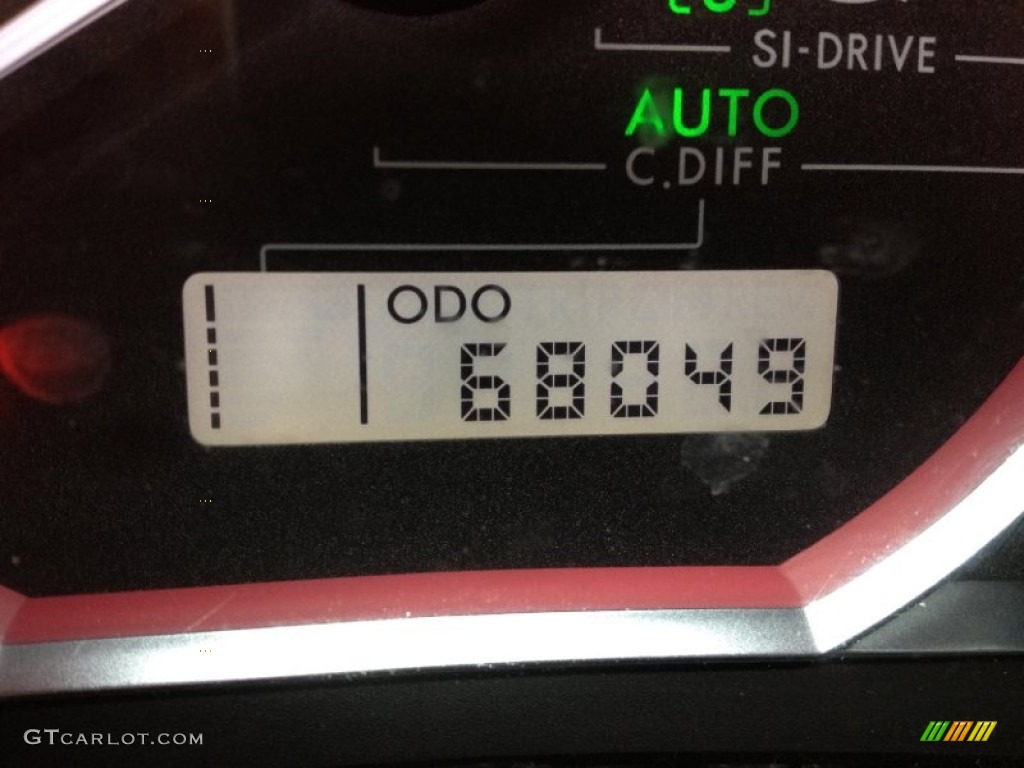 [S]
SI-DRIVE
AUTO
C.DIFF
ODO
68049
GTCARLOT.COM